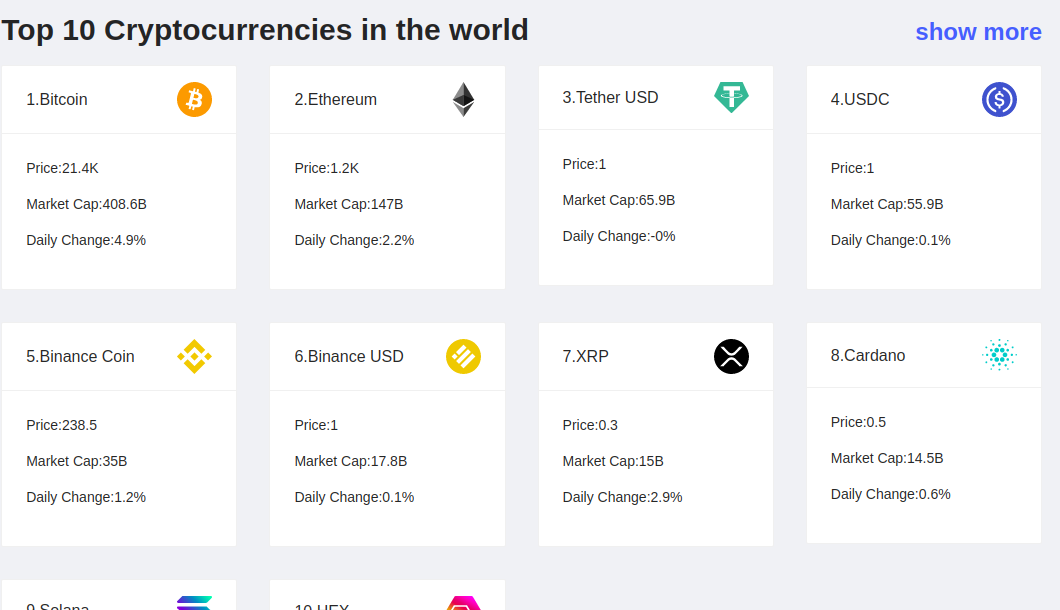 Top 10 Cryptocurrencies in the world
show more
1.Bitcoin
Price:21.4K
Market Cap:408.6B
Daily Change:4.9%
2.Ethereum
Price:1.2K
Market Cap:147B
Daily Change:2.2%
3.Tether USD
Price:1
Market Cap:65.9B
Daily Change:-0%
4.USDC
Price:1
Market Cap:55.9B
Daily Change:0.1%
5.Binance Coin
Price:238.5
Market Cap:35B
Daily Change:1.2%
6.Binance USD
Price:1
Market Cap:17.8B
Daily Change:0.1%
7.XRP
Price:0.3
Market Cap:15B
Daily Change:2.9%
8.Cardano
Price:0.5
Market Cap:14.5B
Daily Change:0.6%
9.Solana
10.HEX